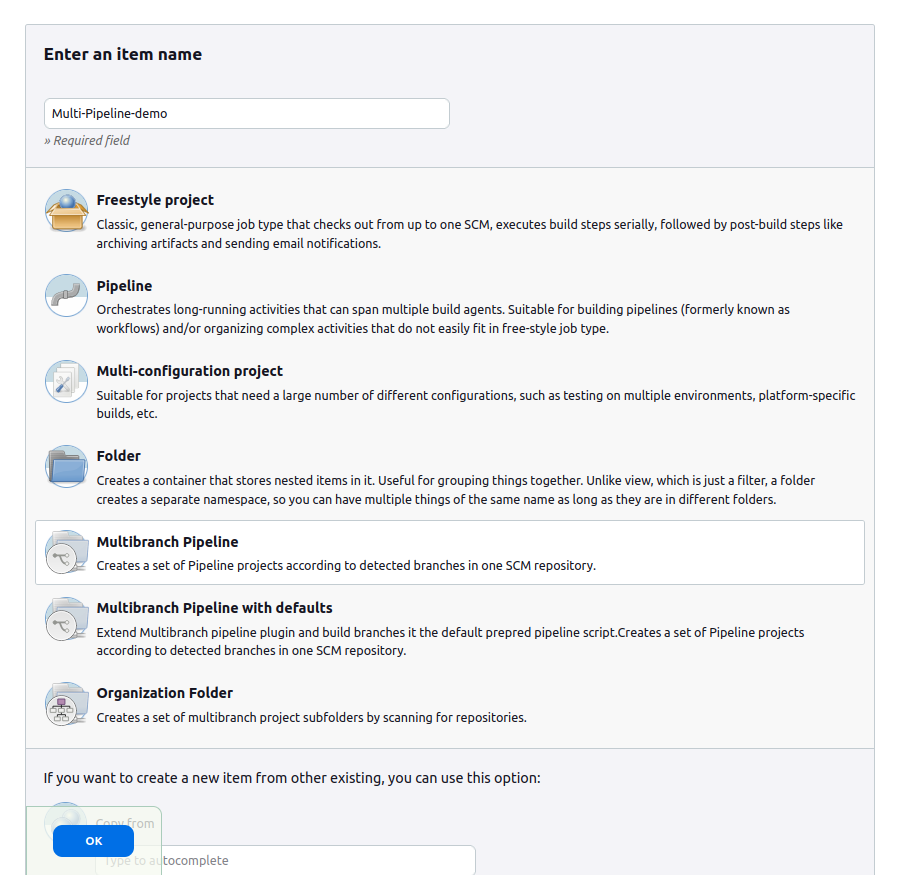 Enter an item name
Multi-Pipeline-demo
» Required field
Freestyle project
Classic, general-purpose job type that checks out from up to one SCM, executes build steps serially, followed by post-build steps like
archiving artifacts and sending email notifications.
Pipeline
Orchestrates long-running activities that can span multiple build agents. Suitable for building pipelines (formerly known as
workflows) and/or organizing complex activities that do not easily fit in free-style job type.
Multi-configuration project
Suitable for projects that need a large number of different configurations, such as testing on multiple environments, platform-specific
builds, etc.
Folder
Creates a container that stores nested items in it. Useful for grouping things together. Unlike view, which is just a filter, a folder
creates a separate namespace, so you can have multiple things of the same name as long as they are in different folders.
Multibranch Pipeline
Creates a set of Pipeline projects according to detected branches in one SCM repository.
Multibranch Pipeline with defaults
Extend Multibranch pipeline plugin and build branches it the default prepred pipeline script.Creates a set of Pipeline projects
according to detected branches in one SCM repository.
Organization Folder
Creates a set of multibranch project subfolders by scanning for repositories.
If you want to create a new item from other existing, you can use this option:
Copy from
OK
Type to autocomplete